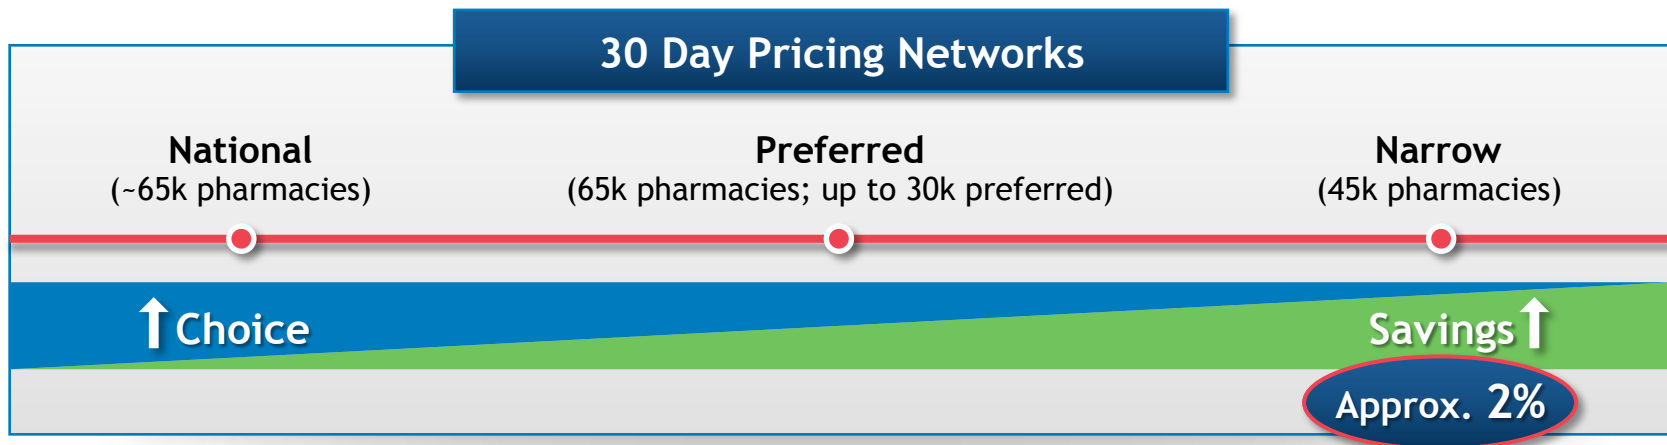 30 Day Pricing Networks
National
(~65k pharmacies)
Preferred
(65k pharmacies; up to 30k preferred)
Narrow
(45k pharmacies)
Choice
Savings
Approx. 2%